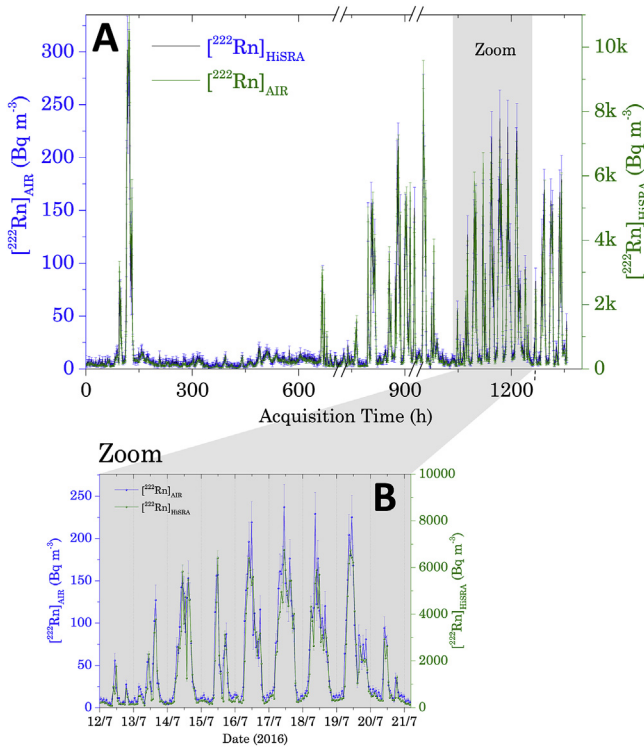 A
[²²²Rn]HiSRA
[²²²Rn]AIR
Zoom
[²²²Rn]AIR (Bq m⁻³)
300
250
200
150
100
50
0
10k
8k
6k
4k
2k
0
[²²²Rn]HiSRA (Bq m⁻³)
0 300 600 900 1200
Acquisition Time (h)
Zoom
B
[²²²Rn]AIR
[²²²Rn]HiSRA
[²²²Rn]AIR (Bq m⁻³)
250
200
150
100
50
0
10000
8000
6000
4000
2000
0
[²²²Rn]HiSRA (Bq m⁻³)
12/7 13/7 14/7 15/7 16/7 17/7 18/7 19/7 20/7 21/7
Date (2016)